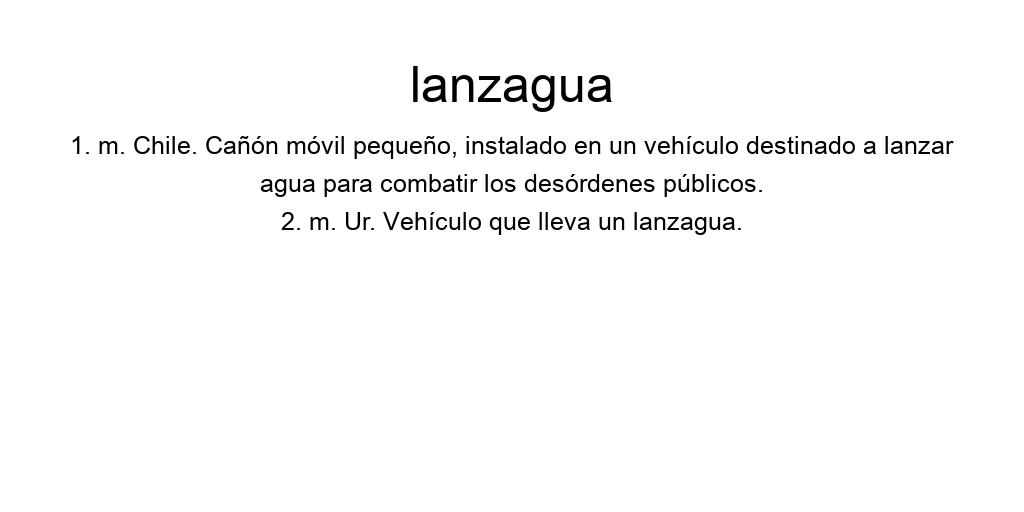 lanzagua
1. m. Chile. Cañón móvil pequeño, instalado en un vehículo destinado a lanzar
agua para combatir los desórdenes públicos.
2. m. Ur. Vehículo que lleva un lanzagua.